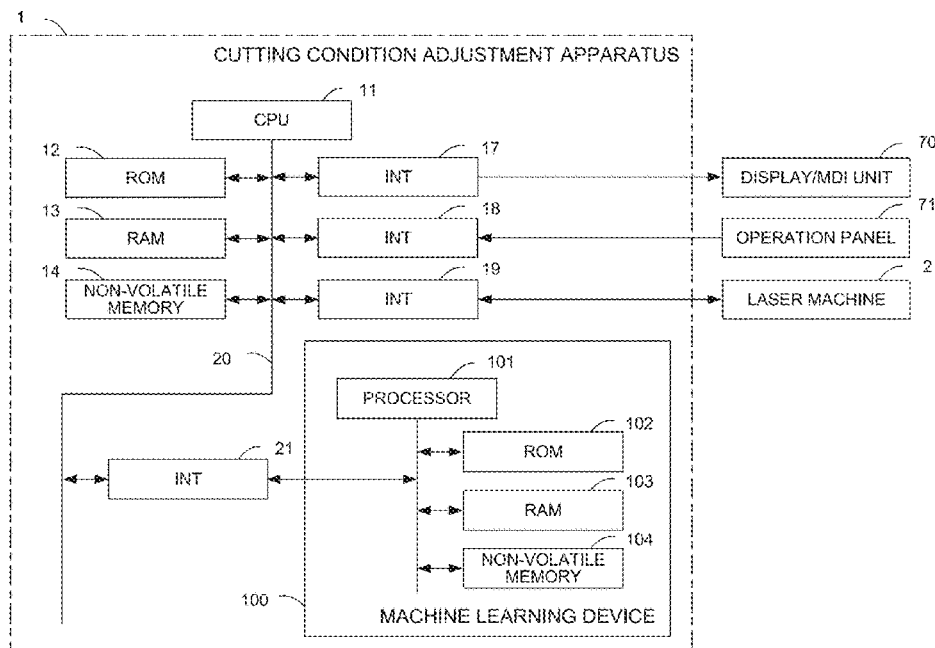 1
CUTTING CONDITION ADJUSTMENT APPARATUS
11
CPU
12
ROM
17
INT
70
DISPLAY/MDI UNIT
13
RAM
18
INT
71
OPERATION PANEL
14
NON-VOLATILE
MEMORY
19
INT
2
LASER MACHINE
20
101
PROCESSOR
102
ROM
21
INT
103
RAM
104
NON-VOLATILE
MEMORY
100
MACHINE LEARNING DEVICE